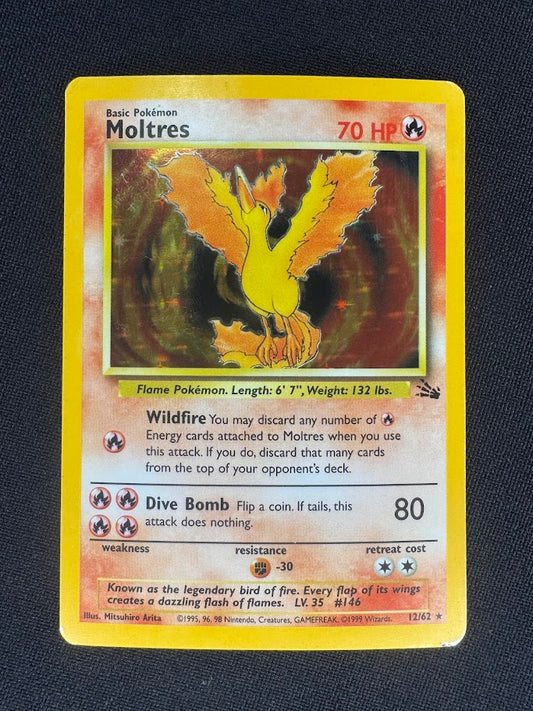 Basic Pokémon
Moltres 70 HP
Flame Pokémon. Length: 6' 7", Weight: 132 lbs.
Wildfire You may discard any number of
Energy cards attached to Moltres when you use
this attack. If you do, discard that many cards
from the top of your opponent's deck.
Dive Bomb Flip a coin. If tails, this
attack does nothing.
80
weakness resistance retreat cost
-30
Known as the legendary bird of fire. Every flap of its wings
creates a dazzling flash of flames. LV. 35 #146
Illus. Mitsuhiro Arita ©1995, 96, 98 Nintendo, Creatures, GAMEFREAK, ©1999 Wizards. 12/62 ★